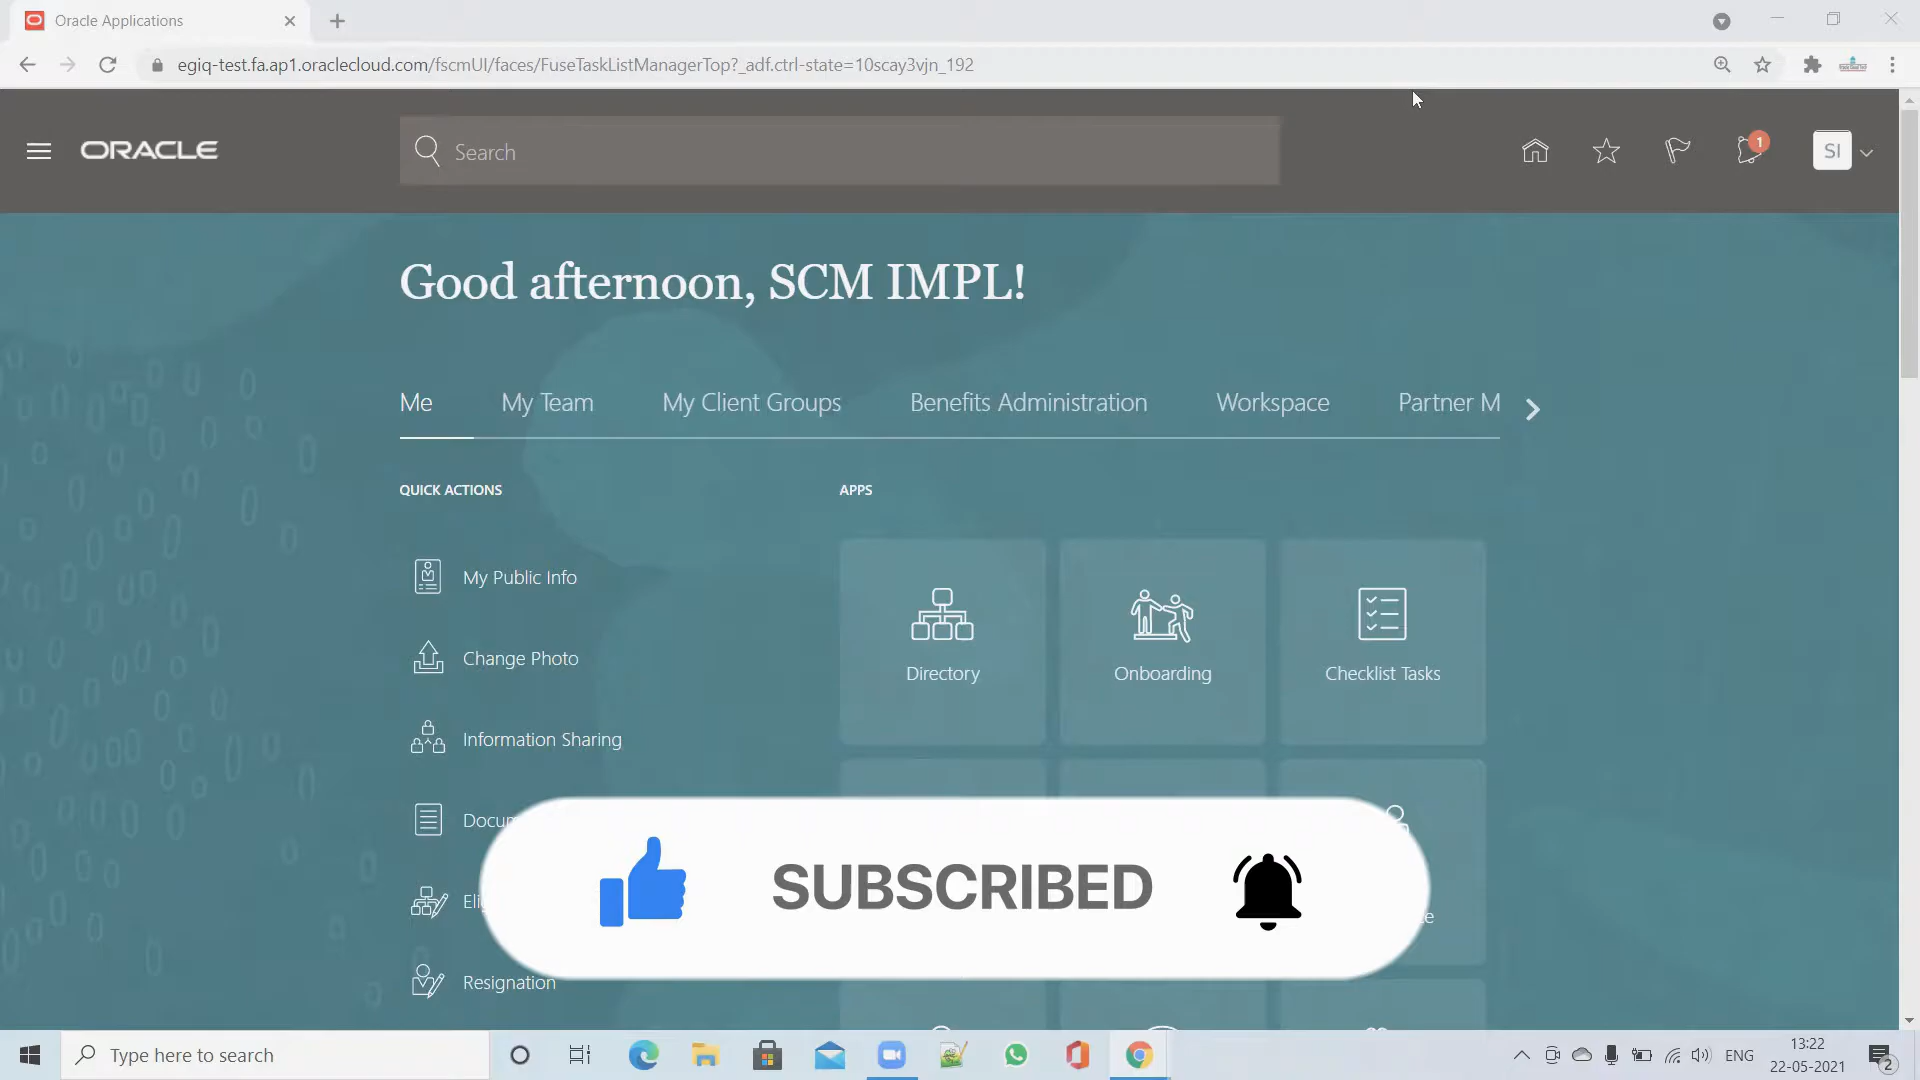 Oracle Applications
egiq-test.fa.ap1.oraclecloud.com/fscmUI/faces/FuseTaskListManagerTop?_adf.ctrl-state=10scay3vjn_192
ORACLE
Search
1
SI
Good afternoon, SCM IMPL!
Me
My Team
My Client Groups
Benefits Administration
Workspace
Partner M
QUICK ACTIONS
APPS
My Public Info
Change Photo
Information Sharing
Docum
Eli
Resignation
Directory
Onboarding
Checklist Tasks
SUBSCRIBED
Type here to search
ENG
13:22
22-05-2021
2